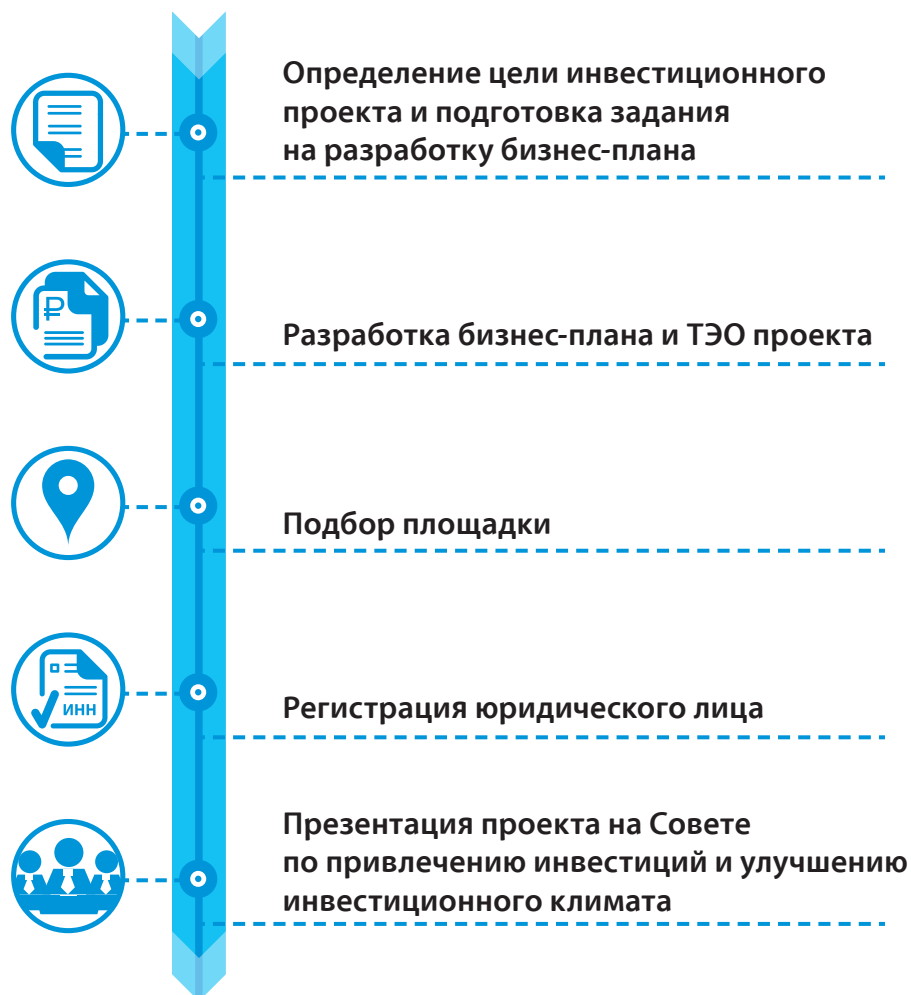 Определение цели инвестиционного
проекта и подготовка задания
на разработку бизнес-плана
₽
Разработка бизнес-плана и ТЭО проекта
Подбор площадки
ИНН
Регистрация юридического лица
Презентация проекта на Совете
по привлечению инвестиций и улучшению
инвестиционного климата